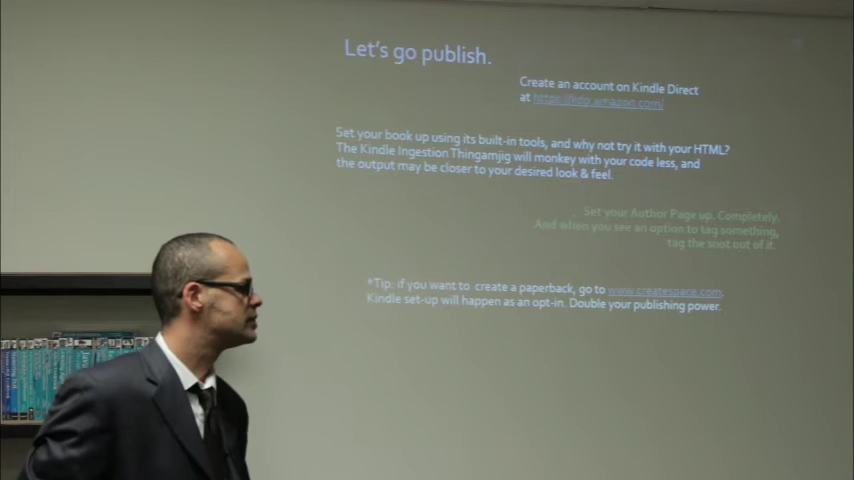 Let's go publish.
Create an account on Kindle Direct
at https://kdp.amazon.com/
Set your book up using its built-in tools, and why not try it with your HTML?
The Kindle Ingestion Thingamjig will monkey with your code less, and
the output may be closer to your desired look & feel.
Set your Author Page up. Completely.
And when you see an option to tag something,
tag the snot out of it.
*Tip: if you want to create a paperback, go to www.createspace.com.
Kindle set-up will happen as an opt-in. Double your publishing power.